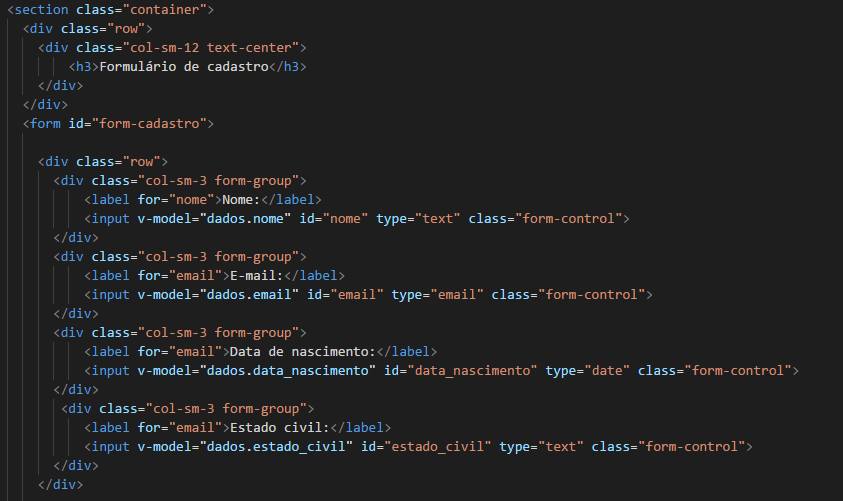 <section class="container">
<div class="row">
<div class="col-sm-12 text-center">
<h3>Formulário de cadastro</h3>
</div>
</div>
<form id="form-cadastro">
<div class="row">
<div class="col-sm-3 form-group">
<label for="nome">Nome:</label>
<input v-model="dados.nome" id="nome" type="text" class="form-control">
</div>
<div class="col-sm-3 form-group">
<label for="email">E-mail:</label>
<input v-model="dados.email" id="email" type="email" class="form-control">
</div>
<div class="col-sm-3 form-group">
<label for="email">Data de nascimento:</label>
<input v-model="dados.data_nascimento" id="data_nascimento" type="date" class="form-control">
</div>
<div class="col-sm-3 form-group">
<label for="email">Estado civil:</label>
<input v-model="dados.estado_civil" id="estado_civil" type="text" class="form-control">
</div>
</div>